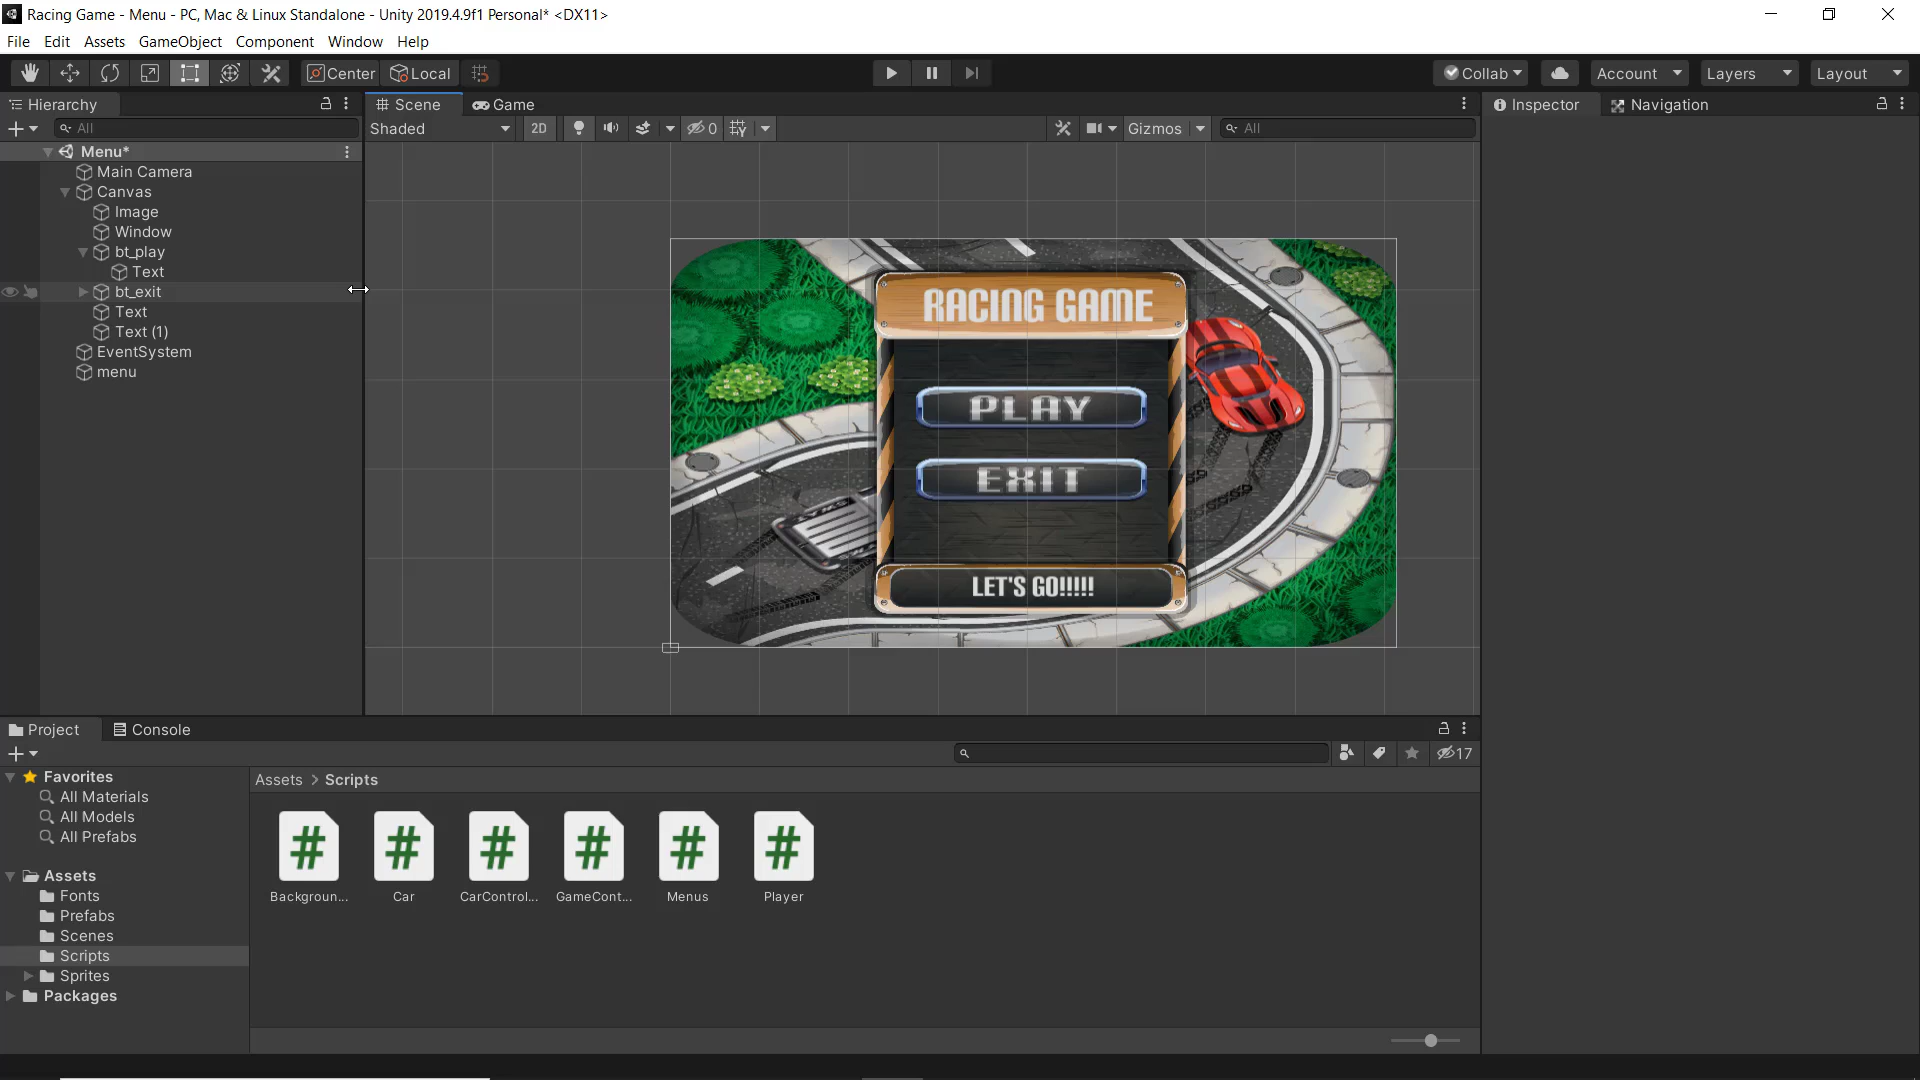 Racing Game - Menu - PC, Mac & Linux Standalone - Unity 2019.4.9f1 Personal* <DX11>
File Edit Assets GameObject Component Window Help
Center Local Collab Account Layers Layout
Hierarchy
All
Menu*
Main Camera
Canvas
Image
Window
bt_play
Text
bt_exit
Text
Text (1)
EventSystem
menu
Scene Game
Shaded 2D 0 Gizmos All
RACING GAME
PLAY
EXIT
LET'S GO!!!!!
Inspector Navigation
Project Console
17
Favorites
All Materials
All Models
All Prefabs
Assets
Fonts
Prefabs
Scenes
Scripts
Sprites
Packages
Assets > Scripts
# # # # # #
Backgroun... Car CarControl... GameCont... Menus Player